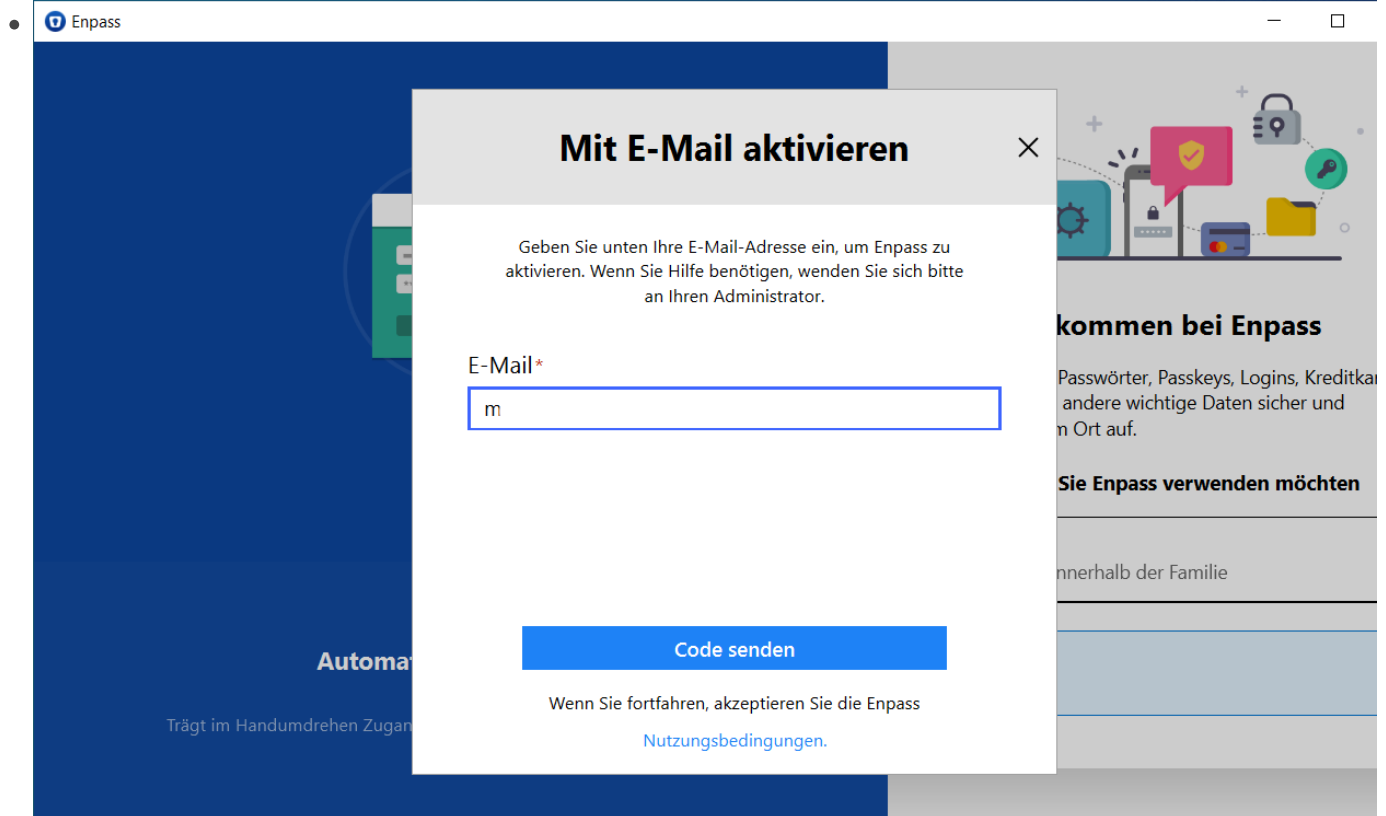 Enpass
Mit E-Mail aktivieren
Geben Sie unten Ihre E-Mail-Adresse ein, um Enpass zu
aktivieren. Wenn Sie Hilfe benötigen, wenden Sie sich bitte
an Ihren Administrator.
E-Mail*
m
Code senden
Wenn Sie fortfahren, akzeptieren Sie die Enpass
Nutzungsbedingungen.
kommen bei Enpass
Passwörter, Passkeys, Logins,
andere wichtige Daten sicher und
Ort auf.
Sie Enpass verwenden möchten
nnerhalb der Familie
Automa
Trägt im Handumdrehen Zugan